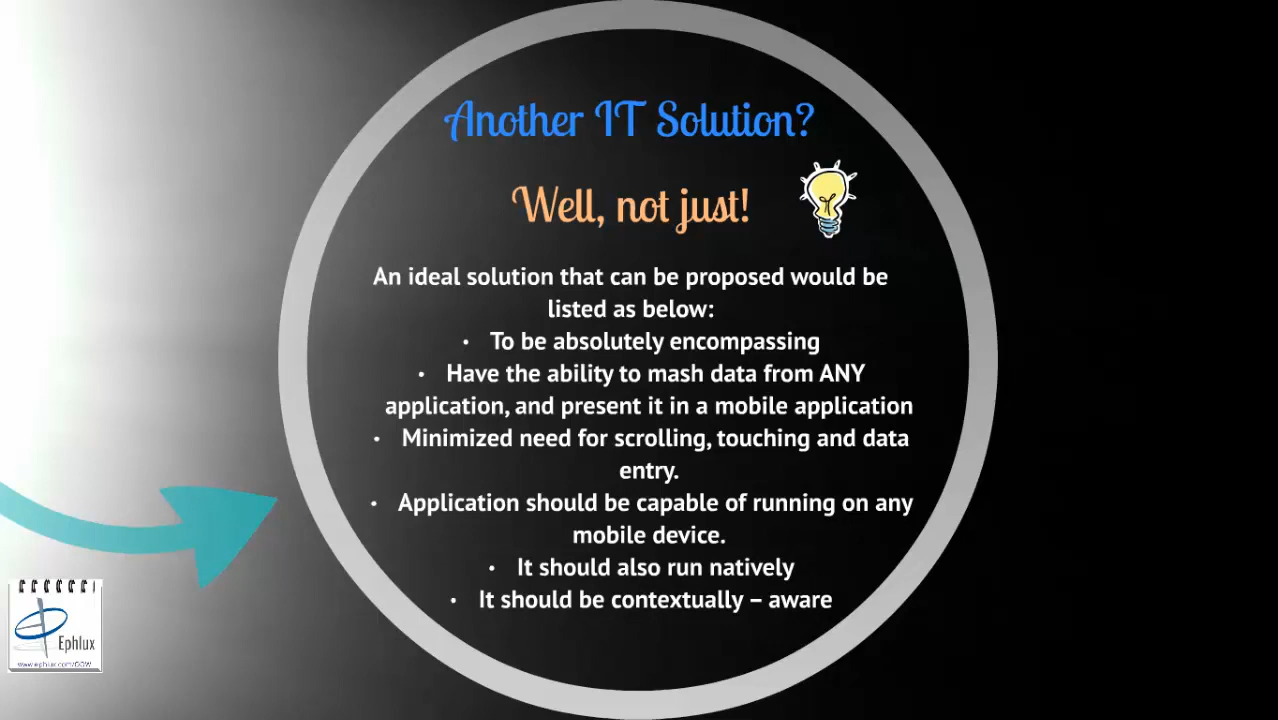 Another IT Solution?
Well, not just!
An ideal solution that can be proposed would be
listed as below:
• To be absolutely encompassing
• Have the ability to mash data from ANY
application, and present it in a mobile application
• Minimized need for scrolling, touching and data
entry.
• Application should be capable of running on any
mobile device.
• It should also run natively
• It should be contextually – aware
Ephlux